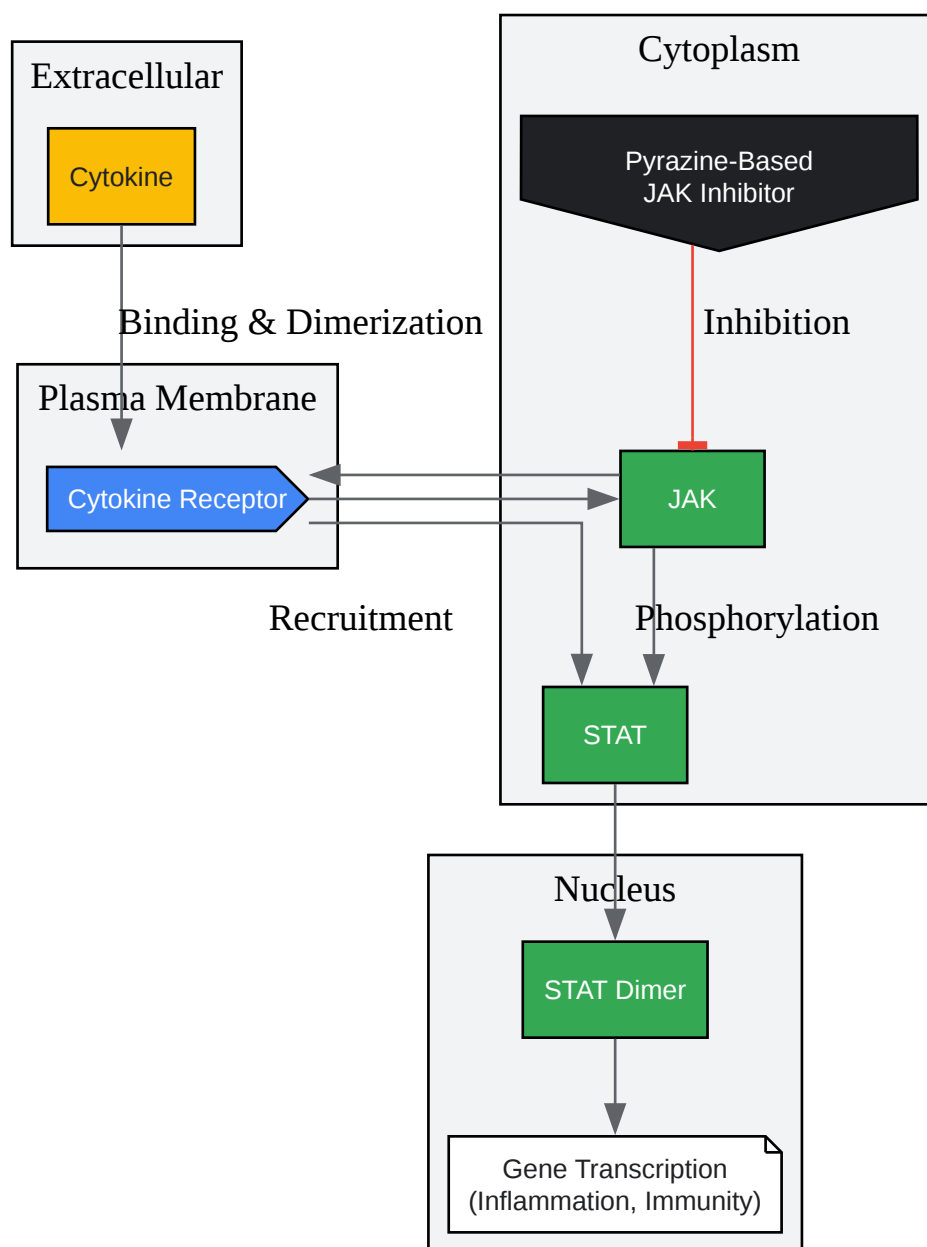 Extracellular
Cytokine
Cytoplasm
Pyrazine-Based
JAK Inhibitor
Binding & Dimerization
Inhibition
Plasma Membrane
Cytokine Receptor
JAK
Recruitment
Phosphorylation
STAT
Nucleus
STAT Dimer
Gene Transcription
(Inflammation, Immunity)